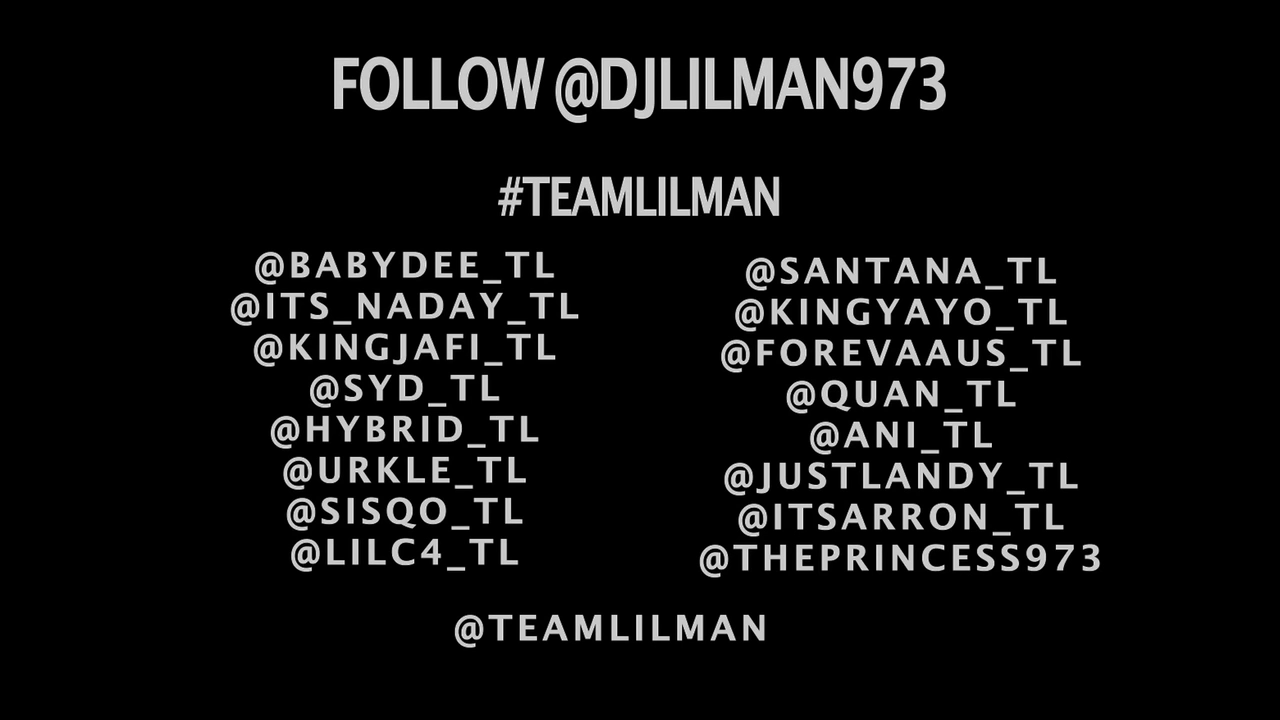 FOLLOW @DJLILMAN973
#TEAMLILMAN
@BABYDEE_TL
@ITS_NADAY_TL
@KINGJAFI_TL
@SYD_TL
@HYBRID_TL
@URKLE_TL
@SISQO_TL
@LILC4_TL
@SANTANA_TL
@KINGYAYO_TL
@FOREVAAUS_TL
@QUAN_TL
@ANI_TL
@JUSTLANDY_TL
@ITSARRON_TL
@THEPRINCESS973
@TEAMLILMAN